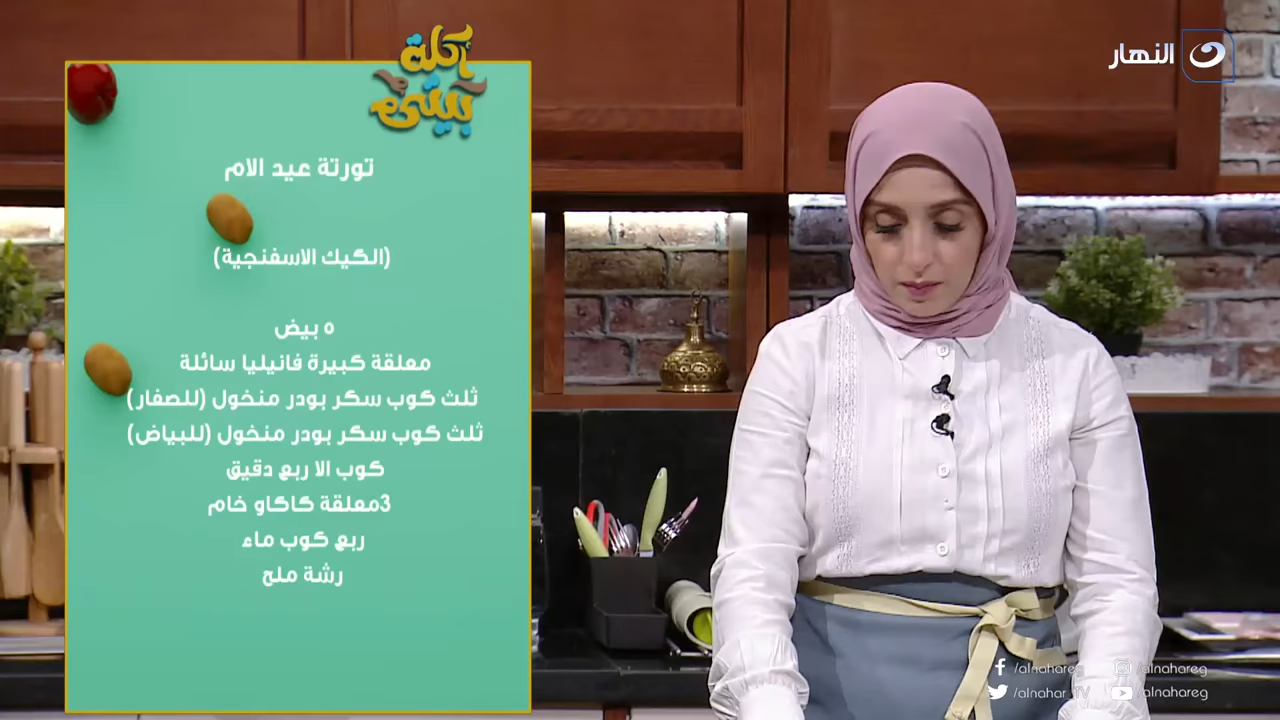 النهار
أكلة
بيتي
تورتة عيد الام
(الكيك الاسفنجية)
٥ بيض
معلقة كبيرة فانيليا سائلة
ثلث كوب سكر بودر منخول (للصفار)
ثلث كوب سكر بودر منخول (للبياض)
كوب الا ربع دقيق
3معلقة كاكاو خام
ربع كوب ماء
رشة ملح
/alnahareg
/alnahareg
/alnahar TV
/alnahareg